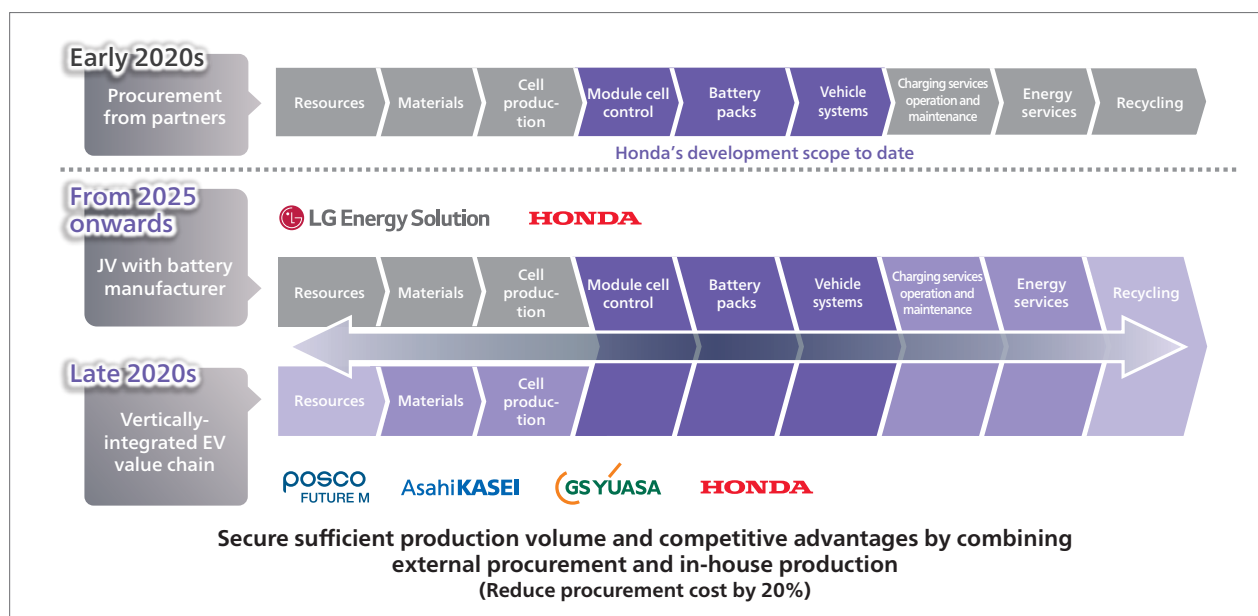 Early 2020s
Procurement
from partners
Resources
Materials
Cell
produc-
tion
Module cell
control
Battery
packs
Vehicle
systems
Charging services
operation and
maintenance
Energy
services
Recycling
Honda's development scope to date
From 2025
onwards
JV with battery
manufacturer
LG Energy Solution
HONDA
Resources
Materials
Cell
produc-
tion
Module cell
control
Battery
packs
Vehicle
systems
Charging services
operation and
maintenance
Energy
services
Recycling
Late 2020s
Vertically-
integrated EV
value chain
Resources
Materials
Cell
produc-
tion
posco
FUTURE M
AsahiKASEI
GS YUASA
HONDA
Secure sufficient production volume and competitive advantages by combining
external procurement and in-house production
(Reduce procurement cost by 20%)